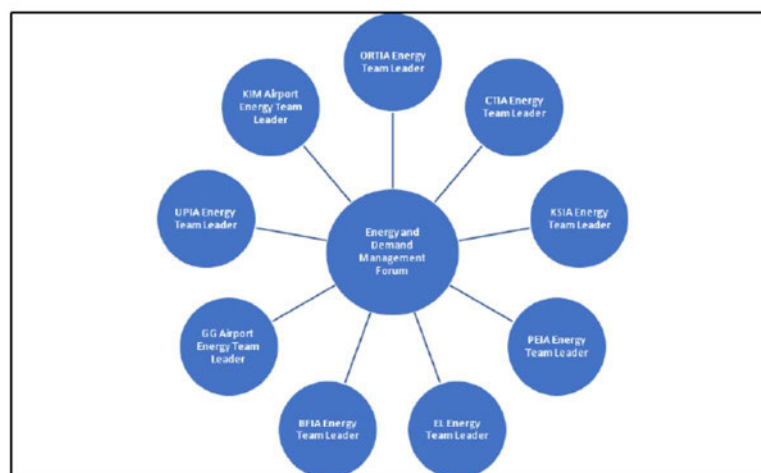 ORTIA Energy
Team Leader
CTIA Energy
Team Leader
KSIA Energy
Team Leader
PEIA Energy
Team Leader
EL Energy
Team Leader
BFIA Energy
Team Leader
GG Airport
Energy Team
Leader
UPIA Energy
Team Leader
KIM Airport
Energy Team
Leader
Energy and
Demand
Management
Forum